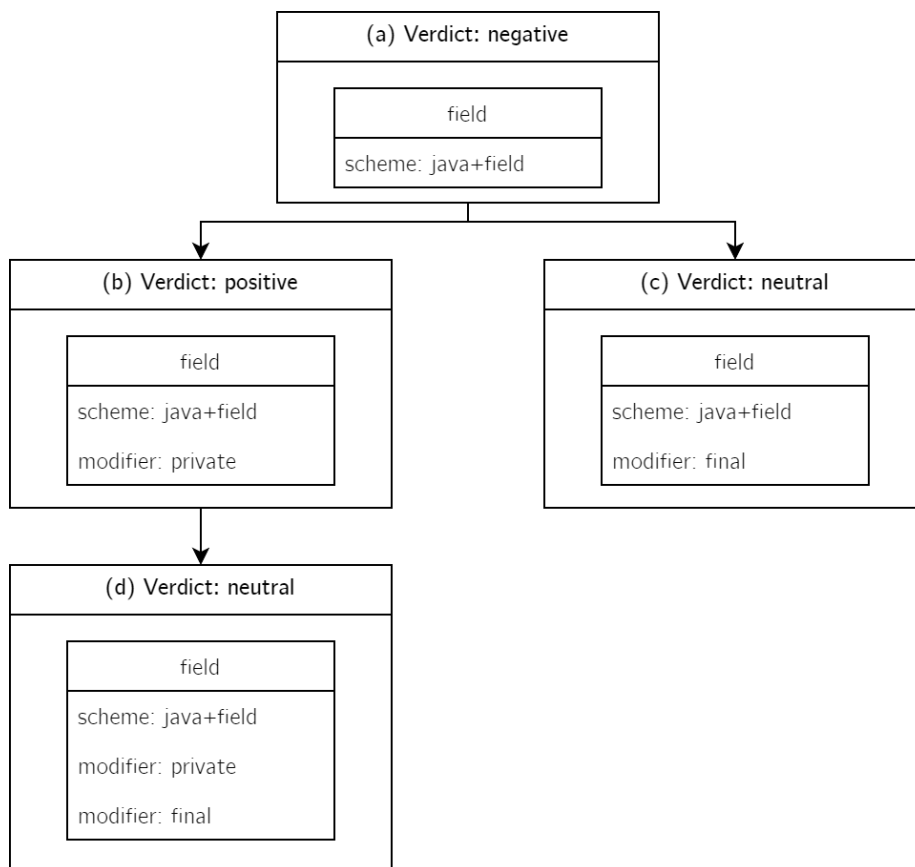 (a) Verdict: negative
field
scheme: java+field
(b) Verdict: positive
field
scheme: java+field
modifier: private
(c) Verdict: neutral
field
scheme: java+field
modifier: final
(d) Verdict: neutral
field
scheme: java+field
modifier: private
modifier: final